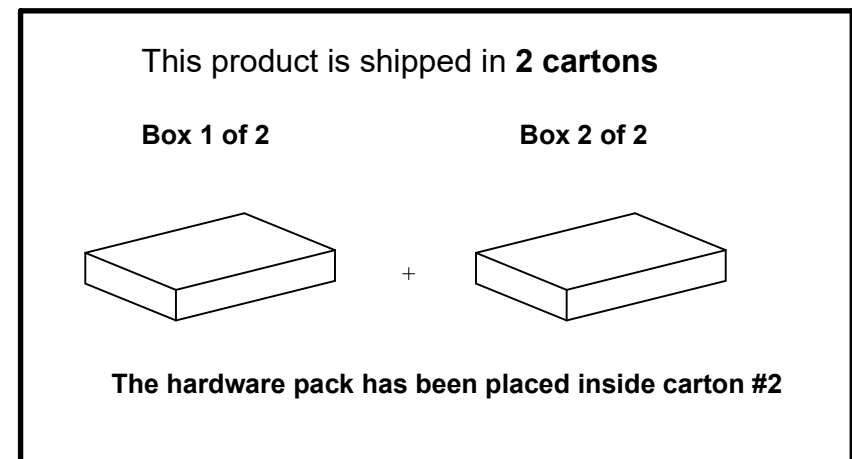 This product is shipped in 2 cartons
Box 1 of 2
Box 2 of 2
+
The hardware pack has been placed inside carton #2